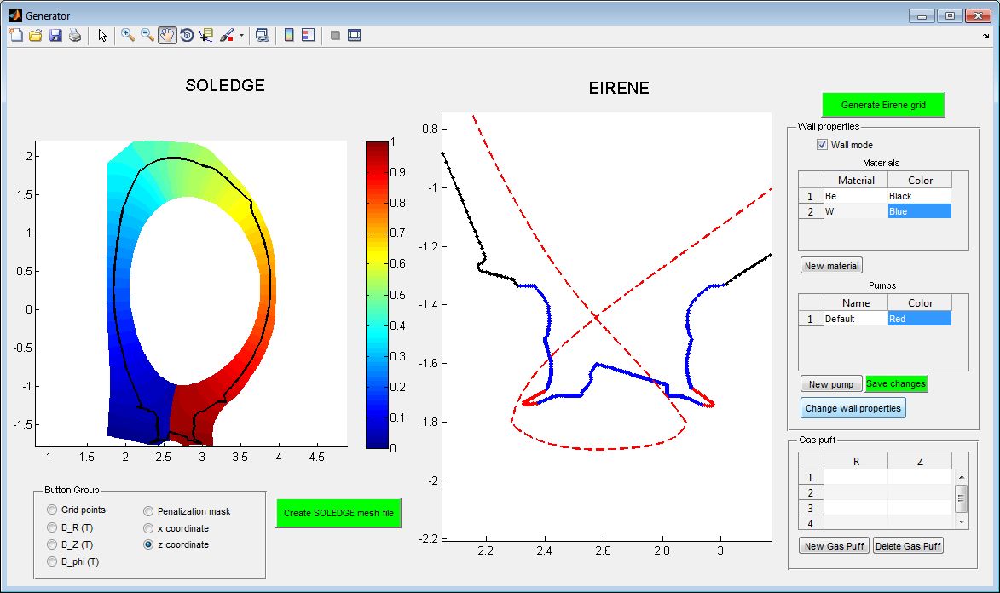 Generator
SOLEDGE
2
1.5
1
0.5
0
-0.5
-1
-1.5
1
1.5
2
2.5
3
3.5
4
4.5
1
0.9
0.8
0.7
0.6
0.5
0.4
0.3
0.2
0.1
0
EIRENE
-0.8
-1
-1.2
-1.4
-1.6
-1.8
-2
-2.2
2.2
2.4
2.6
2.8
3
Button Group
Grid points
B_R (T)
B_Z (T)
B_phi (T)
Penalization mask
x coordinate
z coordinate
Create SOLEDGE mesh file
Generate Eirene grid
Wall properties
Wall mode
Materials
Material Color
1 Be Black
2 W Blue
New material
Pumps
Name Color
1 Default Red
New pump Save changes
Change wall properties
Gas puff
R Z
1
2
3
4
New Gas Puff Delete Gas Puff